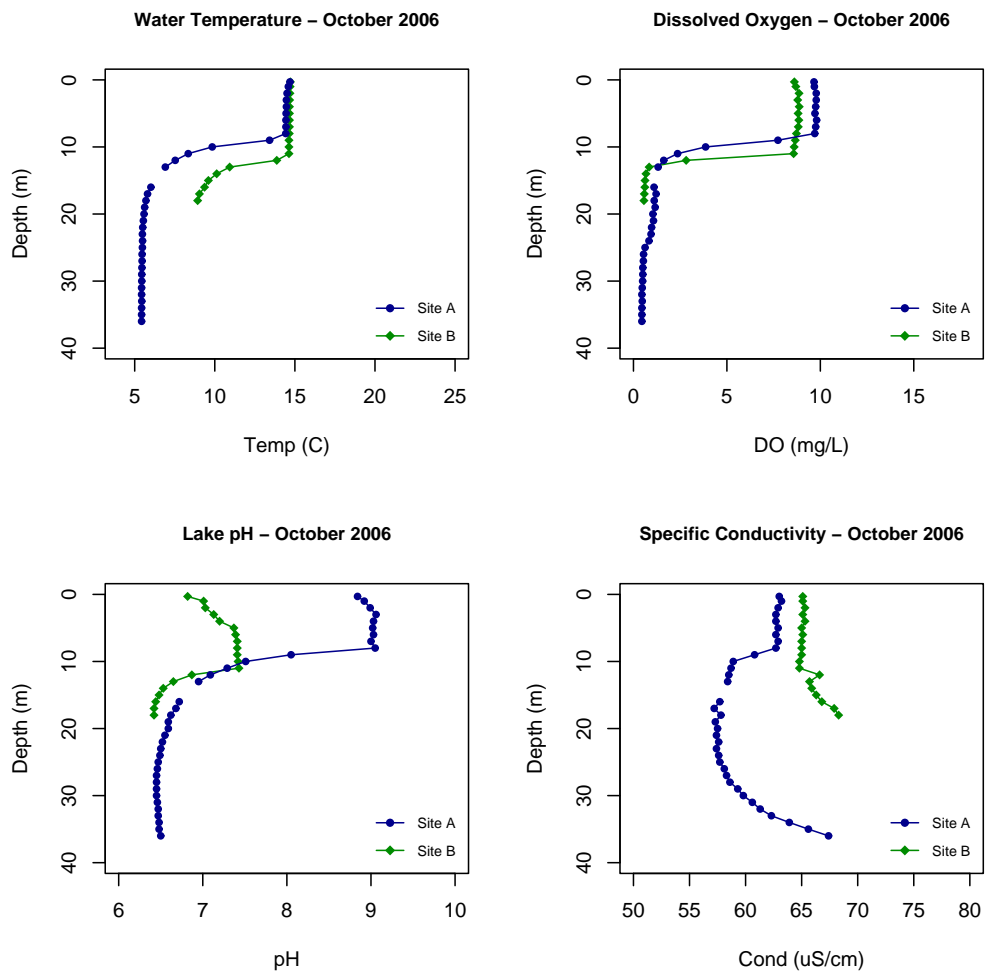 Water Temperature – October 2006
0
10
20
30
40
Depth (m)
5
10
15
20
25
Temp (C)
Site A
Site B
Dissolved Oxygen – October 2006
0
10
20
30
40
Depth (m)
0
5
10
15
DO (mg/L)
Site A
Site B
Lake pH – October 2006
0
10
20
30
40
Depth (m)
6
7
8
9
10
pH
Site A
Site B
Specific Conductivity – October 2006
0
10
20
30
40
Depth (m)
50
55
60
65
70
75
80
Cond (uS/cm)
Site A
Site B